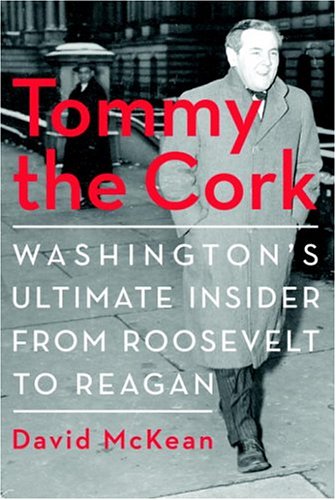 Tommy
the Cork
WASHINGTON'S
ULTIMATE INSIDER
FROM ROOSEVELT
TO REAGAN
David McKean